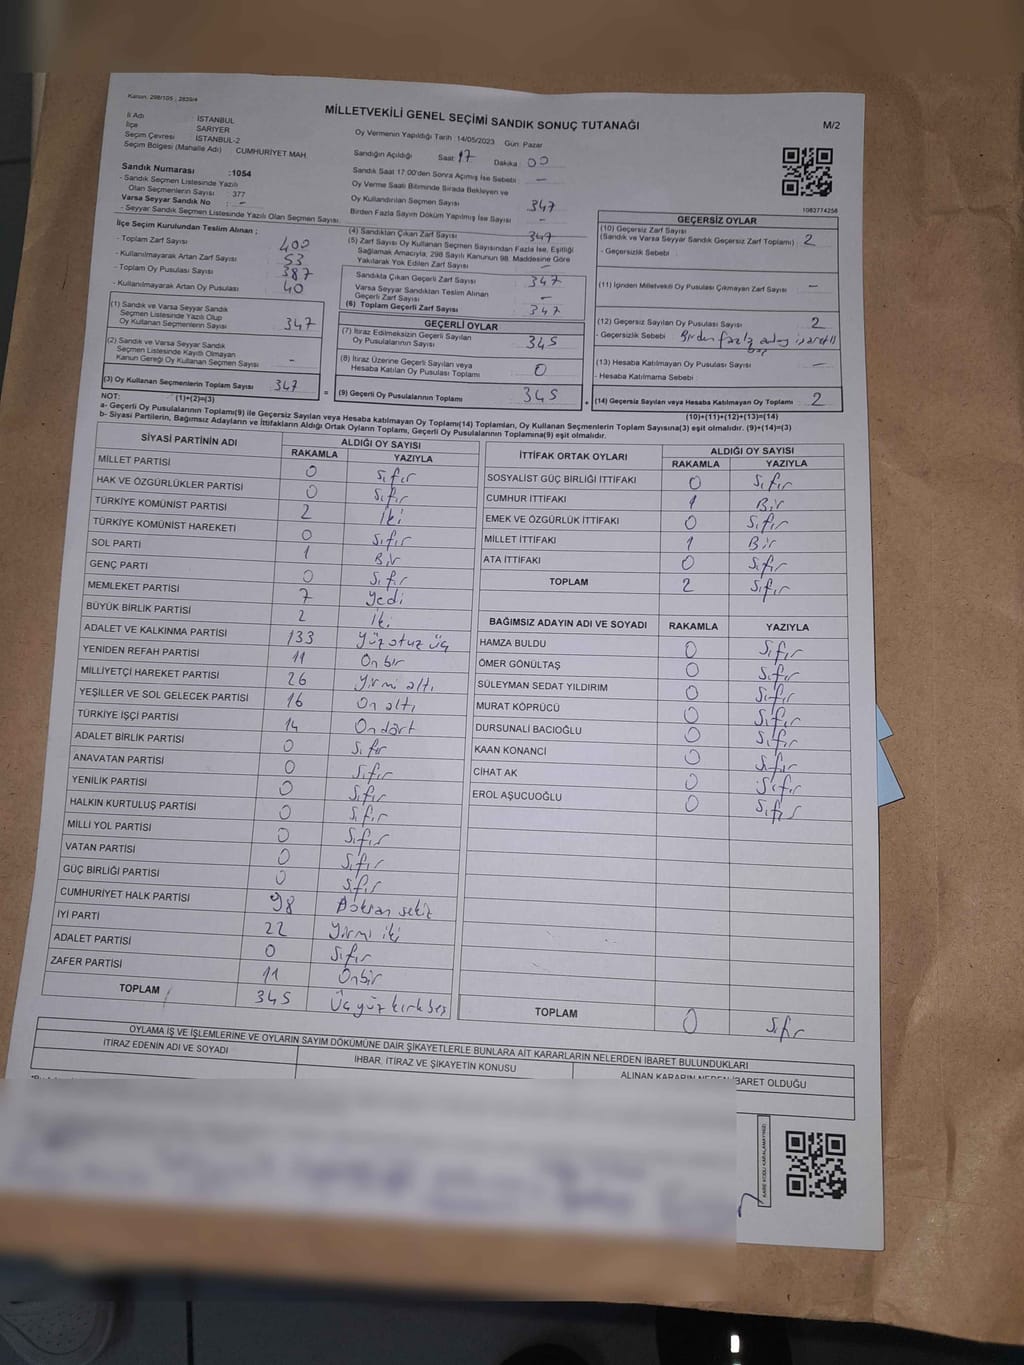 Kanun: 298/105 ; 2839/4
MİLLETVEKİLİ GENEL SEÇİMİ SANDIK SONUÇ TUTANAĞI
M/2
İl Adı : İSTANBUL
İlçe SARIYER
Seçim Çevresi : İSTANBUL-2
Seçim Bölgesi (Mahalle Adı) CUMHURİYET MAH.
Oy Vermenin Yapıldığı Tarih :14/05/2023 Gün: Pazar
Sandığın Açıldığı Saat: 17 Dakika: 00
Sandık Saat 17.00'den Sonra Açımış İse Sebebi : -
Oy Verme Saati Bitiminde Sırada Bekleyen ve
Oy Kullandırılan Seçmen Sayısı 347
Birden Fazla Sayım Döküm Yapılmış İse Sayısı -
Sandık Numarası :1054
- Sandık Seçmen Listesinde Yazılı
Olan Seçmenlerin Sayısı : 377
Varsa Seyyar Sandık No : -
- Seyyar Sandık Seçmen Listesinde Yazılı Olan Seçmen Sayısı:
1083774258
İlçe Seçim Kurulundan Teslim Alınan ;
- Toplam Zarf Sayısı 400
- Kullanılmayarak Artan Zarf Sayısı 53
- Toplam Oy Pusulası Sayısı 387
- Kullanılmayarak Artan Oy Pusulası 40
(1) Sandık ve Varsa Seyyar Sandık
Seçmen Listesinde Yazılı Olup
Oy Kullanan Seçmenlerin Sayısı 347
(2) Sandık ve Varsa Seyyar Sandık
Seçmen Listesinde Kayıtlı Olmayan
Kanun Gereği Oy Kullanan Seçmen Sayısı -
(3) Oy Kullanan Seçmenlerin Toplam Sayısı 347
(4) Sandıktan Çıkan Zarf Sayısı 347
(5) Zarf Sayısı Oy Kullanan Seçmen Sayısından Fazla İse, Eşitliği
Sağlamak Amacıyla, 298 Sayılı Kanunun 98. Maddesine Göre
Yakılarak Yok Edilen Zarf Sayısı -
Sandıkta Çıkan Geçerli Zarf Sayısı 347
Varsa Seyyar Sandıktan Teslim Alınan
Geçerli Zarf Sayısı -
(6) Toplam Geçerli Zarf Sayısı 347
GEÇERLİ OYLAR
(7) İtiraz Edilmeksizin Geçerli Sayılan
Oy Pusulalarının Sayısı 345
(8) İtiraz Üzerine Geçerli Sayılan veya
Hesaba Katılan Oy Pusulası Toplamı 0
= (9) Geçerli Oy Pusulalarının Toplamı 345
GEÇERSİZ OYLAR
(10) Geçersiz Zarf Sayısı
(Sandık ve Varsa Seyyar Sandık Geçersiz Zarf Toplamı) : 2
- Geçersiz Sebebi :
(11) İçinden Milletvekili Oy Pusulası Çıkmayan Zarf Sayısı : -
(12) Geçersiz Sayılan Oy Pusulası Sayısı 2
- Geçersizlik Sebebi : Birden fazla aday
(13) Hesaba Katılmayan Oy Pusulası Sayısı : -
- Hesaba Katılmama Sebebi :
+ (14) Geçersiz Sayılan veya Hesaba Katılmayan Oy Toplamı : 2
NOT: (1)+(2)=(3)
(10)+(11)+(12)+(13)=(14)
a- Geçerli Oy Pusulalarının Toplamı(9) ile Geçersiz Sayılan veya Hesaba katılmayan Oy Toplamı(14) Toplamları, Oy Kullanan Seçmenlerin Toplam Sayısına(3) eşit olmalıdır. (9)+(14)=(3)
b- Siyasi Partilerin, Bağımsız Adayların ve İttifakların Aldığı Ortak Oyların Toplamı, Geçerli Oy Pusulalarının Toplamına(9) eşit olmalıdır.
SİYASİ PARTİNİN ADI ALDIĞI OY SAYISI
RAKAMLA YAZIYLA
MİLLET PARTİSİ 0 Sıfır
HAK VE ÖZGÜRLÜKLER PARTİSİ 0 Sıfır
TÜRKİYE KOMÜNİST PARTİSİ 2 İki
TÜRKİYE KOMÜNİST HAREKETİ 0 Sıfır
SOL PARTİ 1 Bir
GENÇ PARTİ 0 Sıfır
MEMLEKET PARTİSİ 7 Yedi
BÜYÜK BİRLİK PARTİSİ 2 İki
ADALET VE KALKINMA PARTİSİ 133 Yüz otuz üç
YENİDEN REFAH PARTİSİ 11 Onbir
MİLLİYETÇİ HAREKET PARTİSİ 26 Yirmi altı
YEŞİLLER VE SOL GELECEK PARTİSİ 16 On altı
TÜRKİYE İŞÇİ PARTİSİ 14 Ondört
ADALET BİRLİK PARTİSİ 0 Sıfır
ANAVATAN PARTİSİ 0 Sıfır
YENİLİK PARTİSİ 0 Sıfır
HALKIN KURTULUŞ PARTİSİ 0 Sıfır
MİLLİ YOL PARTİSİ 0 Sıfır
VATAN PARTİSİ 0 Sıfır
GÜÇ BİRLİĞİ PARTİSİ 0 Sıfır
CUMHURİYET HALK PARTİSİ 98 Doksan sekiz
İYİ PARTİ 22 Yirmi iki
ADALET PARTİSİ 0 Sıfır
ZAFER PARTİSİ 11 Onbir
TOPLAM 345 Üç yüz kırk beş
İTTİFAK ORTAK OYLARI ALDIĞI OY SAYISI
RAKAMLA YAZIYLA
SOSYALİST GÜÇ BİRLİĞİ İTTİFAKI 0 Sıfır
CUMHUR İTTİFAKI 1 Bir
EMEK VE ÖZGÜRLÜK İTTİFAKI 0 Sıfır
MİLLET İTTİFAKI 1 Bir
ATA İTTİFAKI 0 Sıfır
TOPLAM 2 Sıfır
BAĞIMSIZ ADAYIN ADI VE SOYADI RAKAMLA YAZIYLA
HAMZA BULDU 0 Sıfır
ÖMER GÖNÜLTAŞ 0 Sıfır
SÜLEYMAN SEDAT YILDIRIM 0 Sıfır
MURAT KÖPRÜCÜ 0 Sıfır
DURSUNALİ BACIOĞLU 0 Sıfır
KAAN KONANCİ 0 Sıfır
CİHAT AK 0 Sıfır
EROL AŞUCUOĞLU 0 Sıfır
TOPLAM 0 Sıfır
OYLAMA İŞ VE İŞLEMLERİNE VE OYLARIN SAYIM DÖKÜMÜNE DAİR ŞİKAYETLERLE BUNLARA AİT KARARLARIN NELERDEN İBARET BULUNDUKLARI
İTİRAZ EDENİN ADI VE SOYADI
İHBAR, İTİRAZ VE ŞİKAYETİN KONUSU
ALINAN KARARIN NEDEN İBARET OLDUĞU